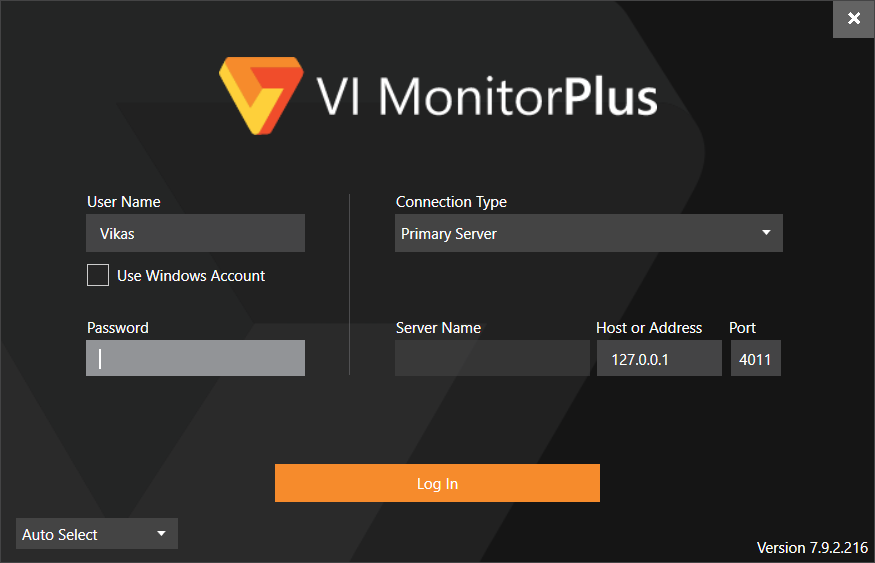 VI MonitorPlus
User Name
Vikas
Use Windows Account
Password
Connection Type
Primary Server
Server Name
Host or Address
Port
127.0.0.1
4011
Log In
Auto Select
Version 7.9.2.216